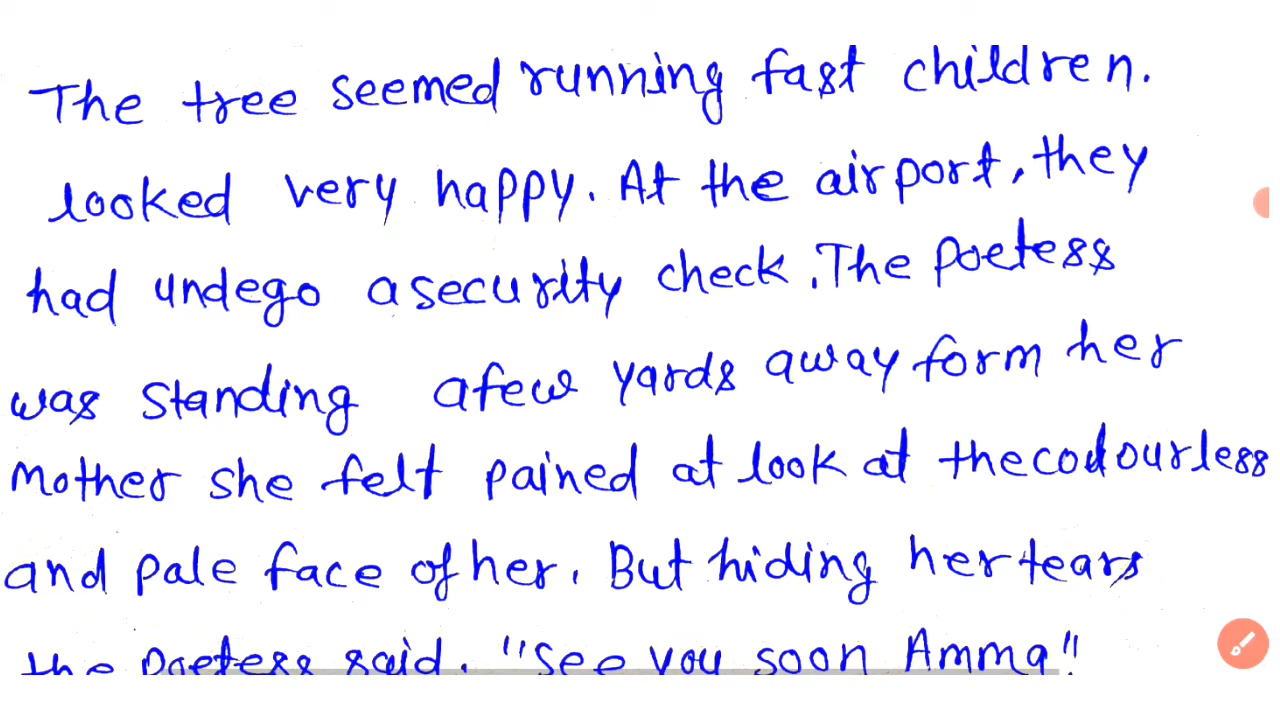 The tree seemed running fast children.
looked very happy. At the airport, they
had undego a security check. The poetess
was standing a few yards away form her
Mother she felt pained at look at the codourless
and pale face of her. But hiding her tears
the poetess said. "See you soon Amma"